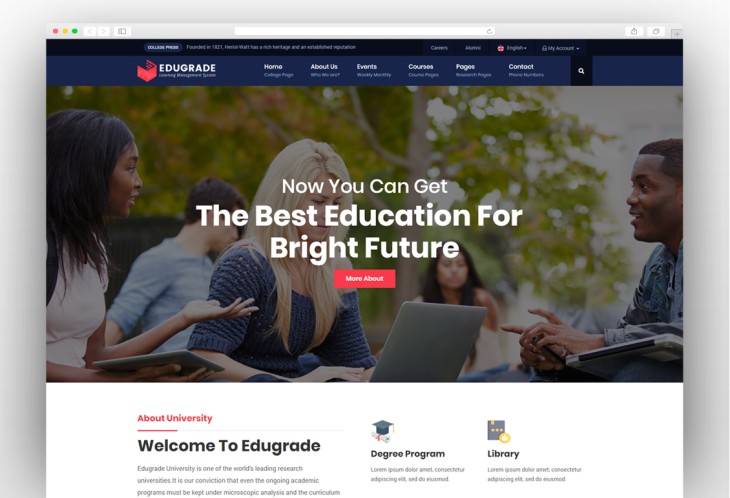 COLLEGE PRESS Founded in 1821, Heriot-Watt has a rich heritage and an established reputation Careers Alumni English My Account
EDUGRADE
Learning Management System
Home About Us Events Courses Pages Contact
College Page Who We are? Weekly Monthly Course Pages Research Pages Phone Numbers
Now You Can Get
The Best Education For
Bright Future
More About
About University
Welcome To Edugrade
Edugrade University is one of the world's leading research
universities.It is our conviction that even the ongoing academic
programs must be kept under microscopic analysis and the curriculum
Degree Program
Lorem ipsum dolor amet, consectetur
adipiscing elit, sed do eiusmod.
Library
Lorem ipsum dolor amet, consectetur
adipiscing elit, sed do eiusmod.